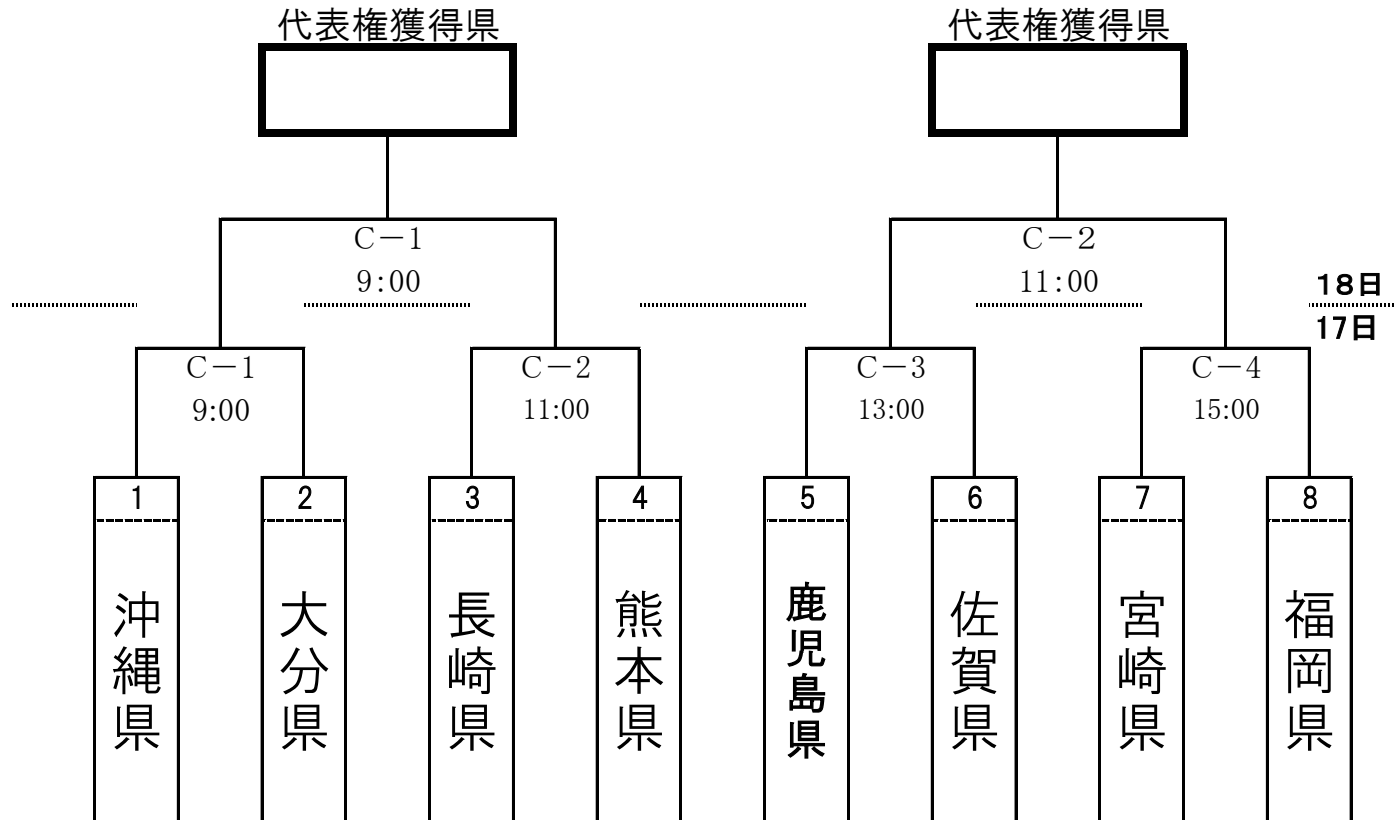 代表権獲得県
代表権獲得県
C－1
9:00
C－2
11:00
18日
17日
C－1
9:00
C－2
11:00
C－3
13:00
C－4
15:00
1
2
3
4
5
6
7
8
沖縄県
大分県
長崎県
熊本県
鹿児島県
佐賀県
宮崎県
福岡県